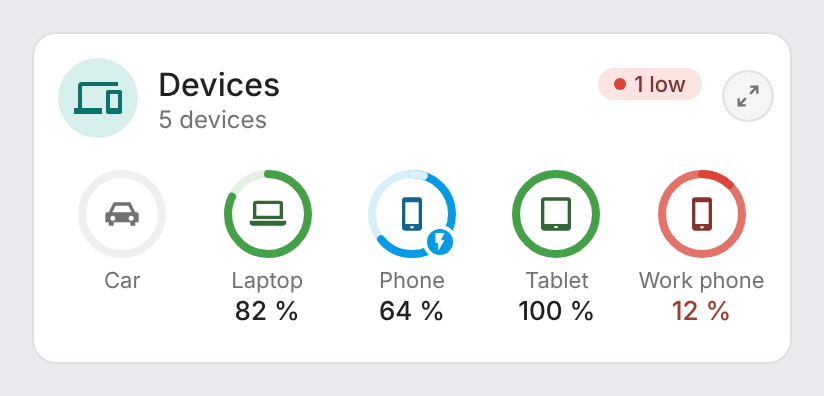 Devices
5 devices
1 low
Car
Laptop
82 %
Phone
64 %
Tablet
100 %
Work phone
12 %